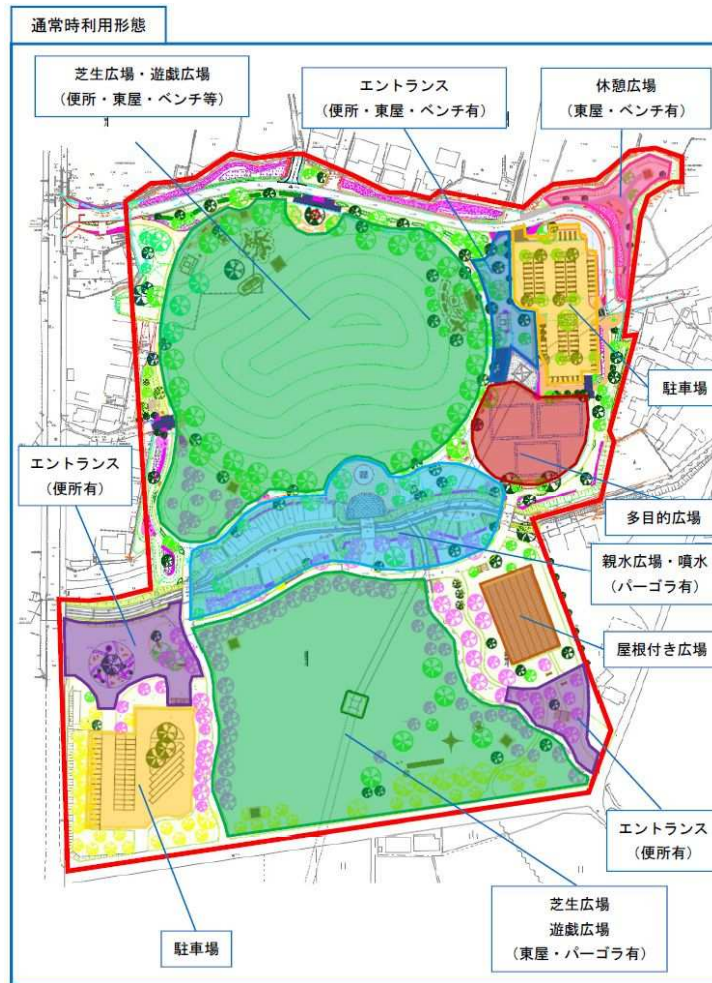 通常時利用形態
芝生広場・遊戯広場
（便所・東屋・ベンチ等）
エントランス
（便所・東屋・ベンチ有）
休憩広場
（東屋・ベンチ有）
駐車場
エントランス
（便所有）
多目的広場
親水広場・噴水
（パーゴラ有）
屋根付き広場
エントランス
（便所有）
芝生広場
遊戯広場
（東屋・パーゴラ有）
駐車場